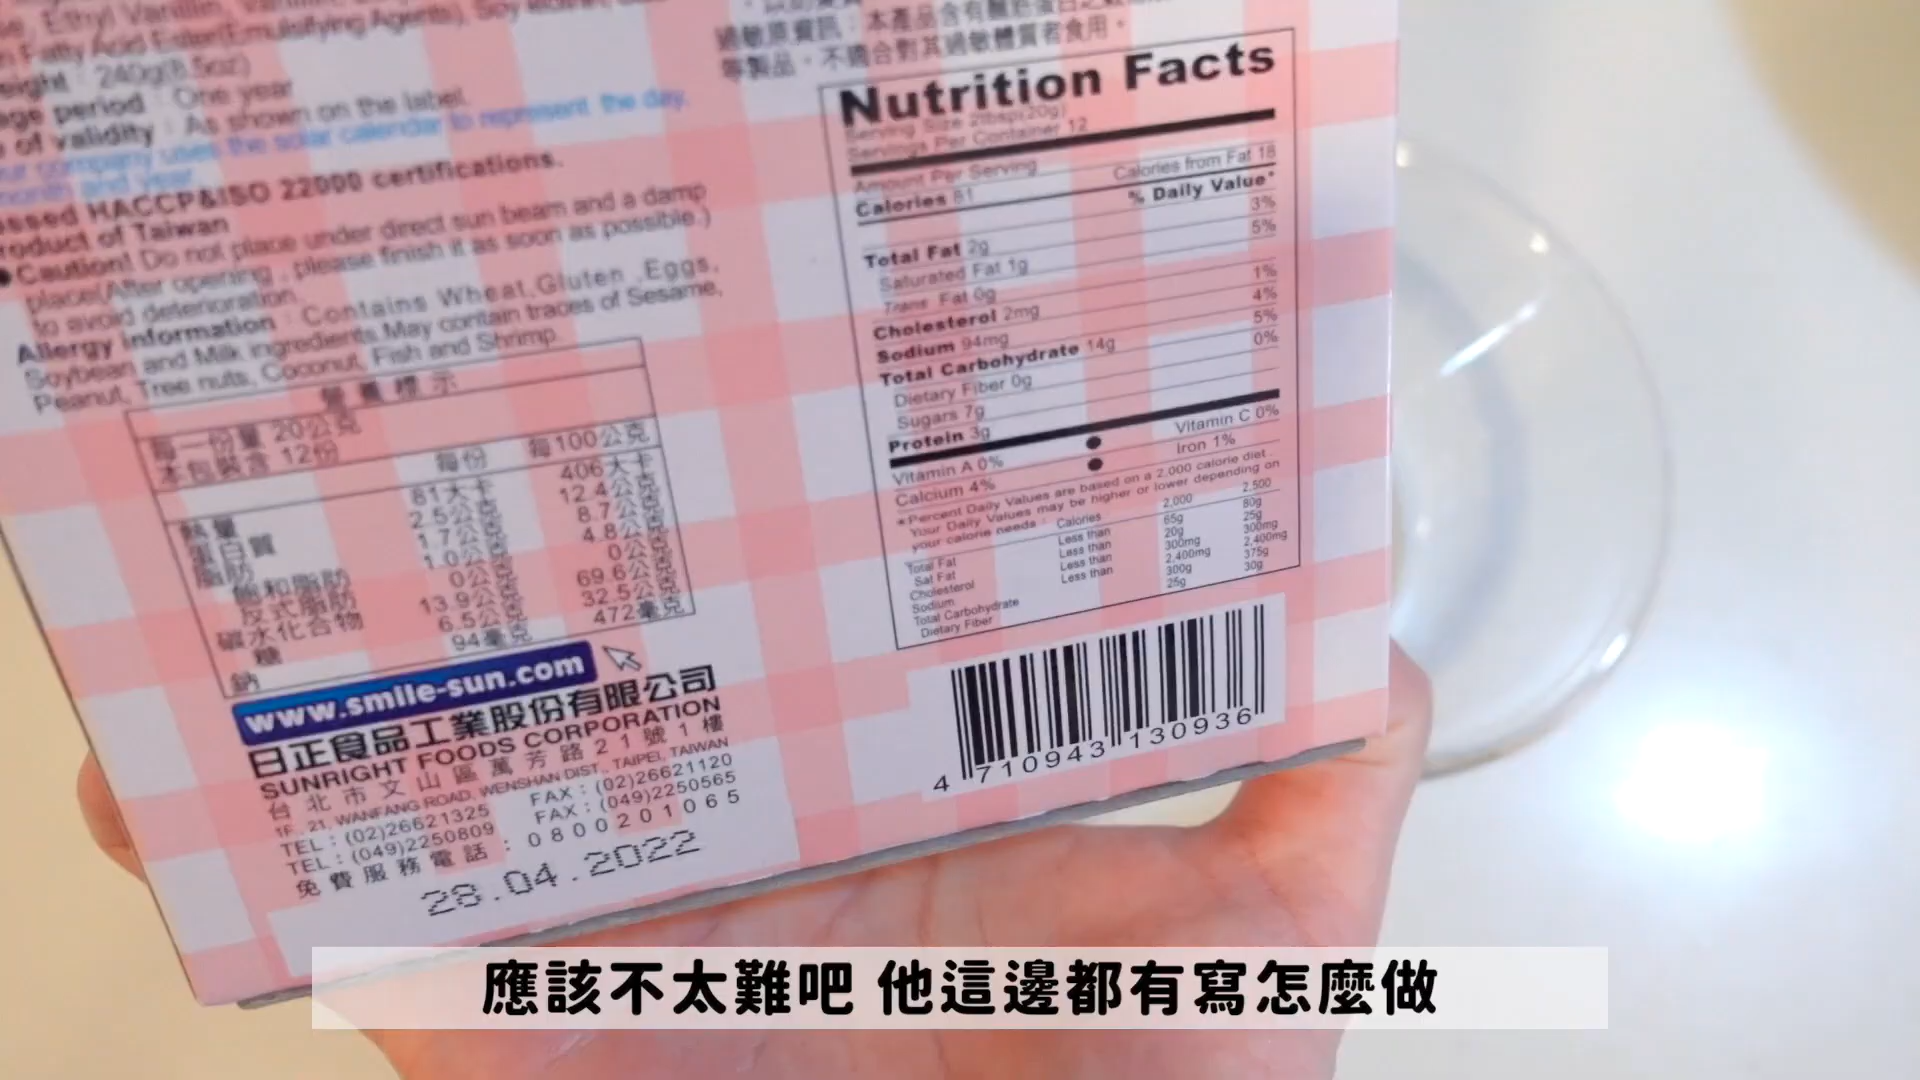 Ethyl Vanillin,
Fatty Acid Ester(Emulsifying Agents), Soy
240g(8.5oz)
period : One year
of validity : As shown on the label.
company uses the solar calendar to represent the day,
month and year.
HACCP&ISO 22000 certifications.
Product of Taiwan
●Caution! Do not place under direct sun beam and a damp
place(After opening , please finish it as soon as possible.)
to avoid deterioration.
Allergy information : Contains Wheat,Gluten ,Eggs,
Soybean and Milk ingredients.May contain traces of Sesame,
Peanut, Tree nuts, Coconut, Fish and Shrimp.
營養標示
每一份量 20公克
本包裝含 12份
每份 每100公克
熱量 81大卡 406大卡
蛋白質 2.5公克 12.4公克
脂肪 1.7公克 8.7公克
飽和脂肪 1.0公克 4.8公克
反式脂肪 0公克 0公克
碳水化合物 13.9公克 69.6公克
糖 6.5公克 32.5公克
鈉 94毫克 472毫克
www.smile-sun.com
日正食品工業股份有限公司
SUNRIGHT FOODS CORPORATION
台北市文山區萬芳路21號1樓
1F., 21, WANFANG ROAD, WENSHAN DIST., TAIPEI, TAIWAN
TEL : (02)26621325 FAX : (02)26621120
TEL : (049)2250809 FAX : (049)2250565
免費服務電話 : 0800201065
28.04.2022
過敏原資訊：本產品含有
等製品，不適合對其過敏體質者食用。
Nutrition Facts
Serving Size 2tbsp(20g)
Servings Per Container 12
Amount Per Serving
Calories 81 Calories from Fat 18
% Daily Value*
Total Fat 2g 3%
Saturated Fat 1g 5%
Trans Fat 0g
Cholesterol 2mg 1%
Sodium 94mg 4%
Total Carbohydrate 14g 5%
Dietary Fiber 0g 0%
Sugars 7g
Protein 3g
Vitamin A 0% ● Vitamin C 0%
Calcium 4% ● Iron 1%
*Percent Daily Values are based on a 2,000 calorie diet.
Your Daily Values may be higher or lower depending on
your calorie needs : Calories 2,000 2,500
Total Fat Less than 65g 80g
Sat Fat Less than 20g 25g
Cholesterol Less than 300mg 300mg
Sodium Less than 2,400mg 2,400mg
Total Carbohydrate 300g 375g
Dietary Fiber 25g 30g
4 710943 130936
應該不太難吧 他這邊都有寫怎麼做